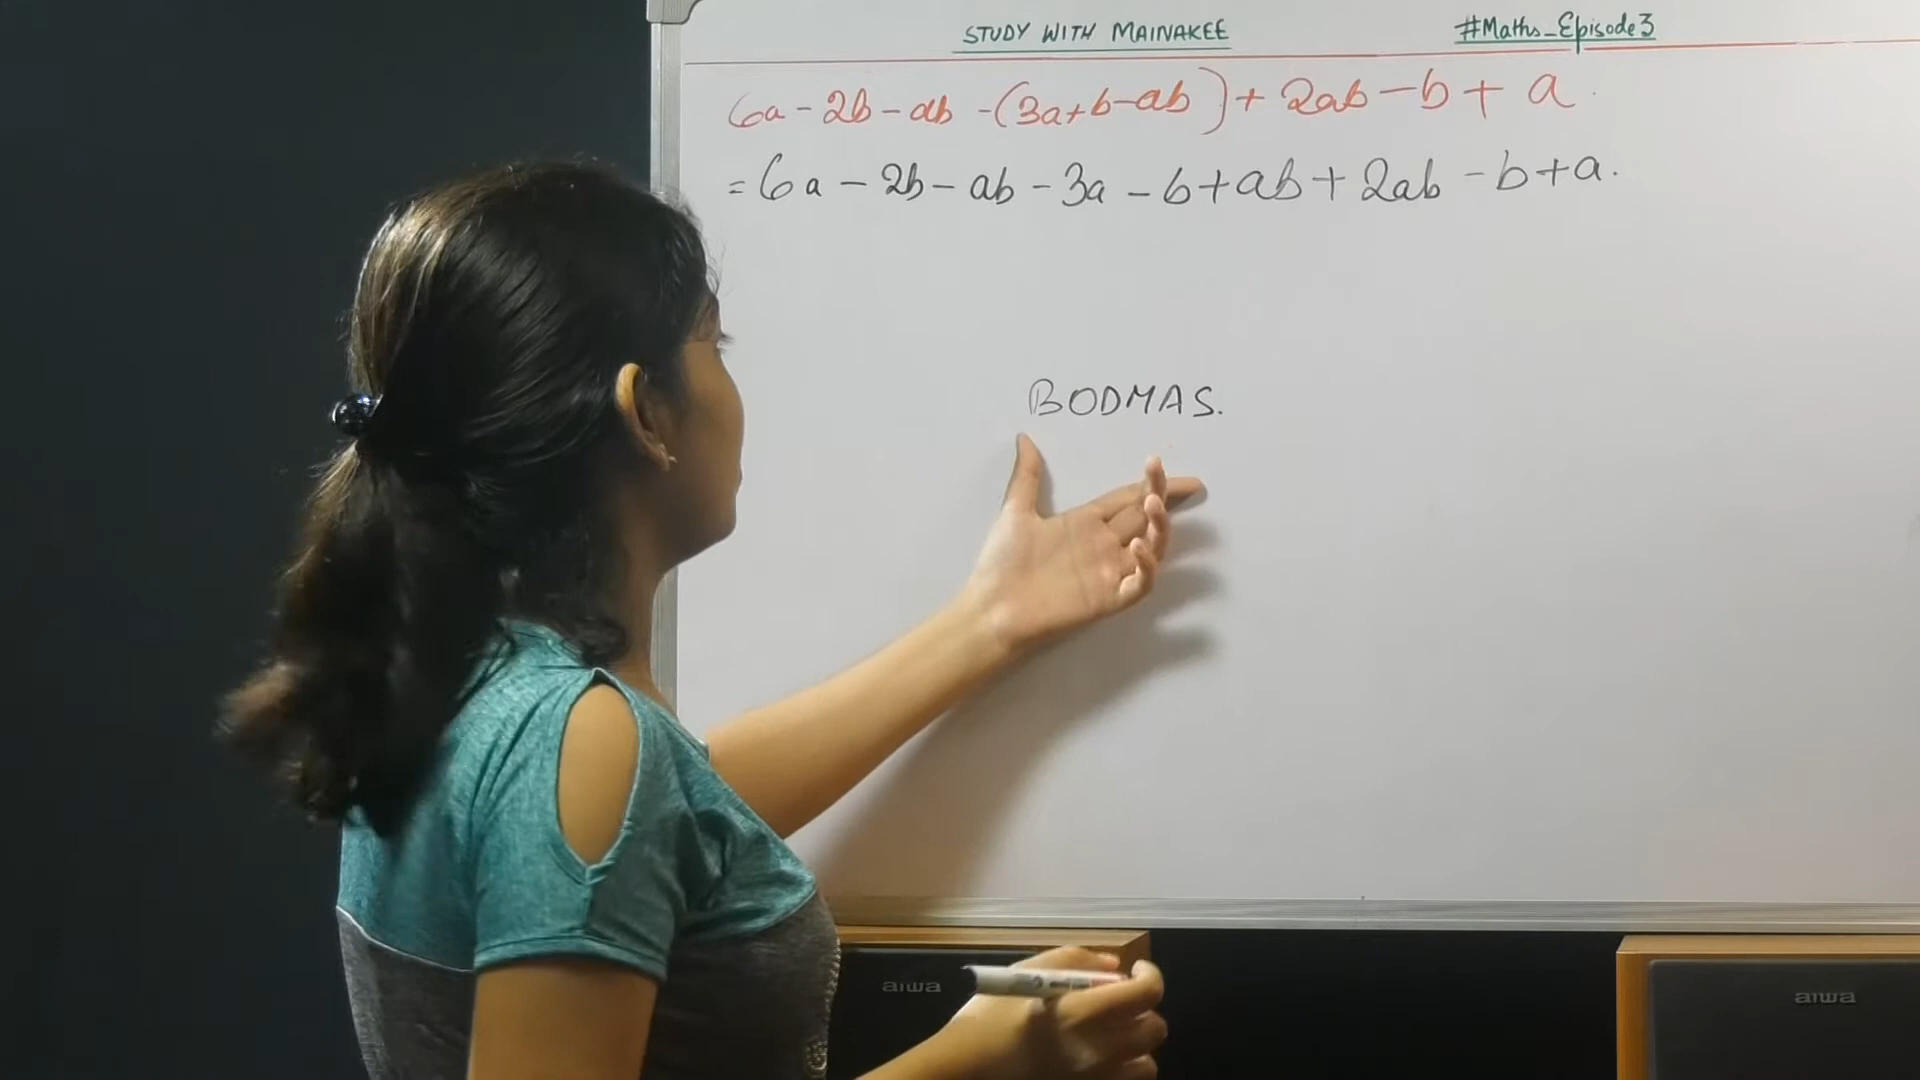 STUDY WITH MAINAKEE #Maths_Episode3
6a - 2b - ab - (3a+b-ab) + 2ab - b + a.
= 6a - 2b - ab - 3a - b + ab + 2ab - b + a.
BODMAS.
aiwa aiwa